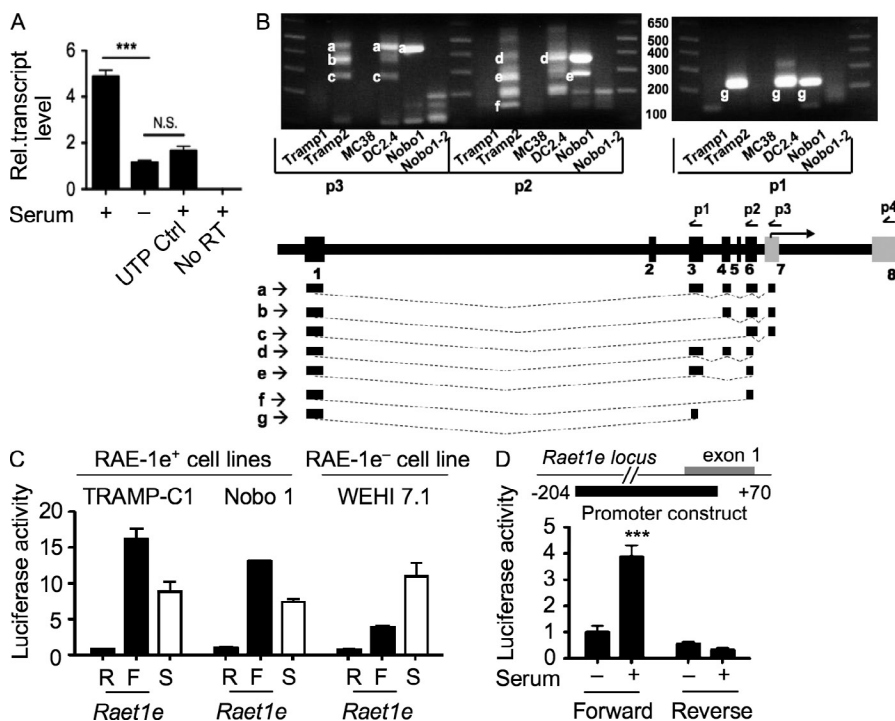 A
B
***
N.S.
Rel.transcript
level
6
4
2
0
Serum
+
–
+
+
UTP Ctrl
No RT
a
b
c
a
c
a
d
e
f
d
e
g
g
g
650
500
400
300
200
100
Tramp1
Tramp2
MC38
DC2.4
Nobo1
Nobo1-2
Tramp1
Tramp2
MC38
DC2.4
Nobo1
Nobo1-2
Tramp1
Tramp2
MC38
DC2.4
Nobo1
Nobo1-2
p3
p2
p1
p1
p2
p3
p4
1
2
3
4
5
6
7
8
a →
b →
c →
d →
e →
f →
g →
C
RAE-1e⁺ cell lines
RAE-1e⁻ cell line
TRAMP-C1
Nobo 1
WEHI 7.1
Luciferase activity
20
15
10
5
0
R F S
R F S
R F S
Raet1e
Raet1e
Raet1e
D
Raet1e locus
exon 1
-204
+70
Promoter construct
Luciferase activity
5
4
3
2
1
0
***
Serum
–
+
–
+
Forward
Reverse